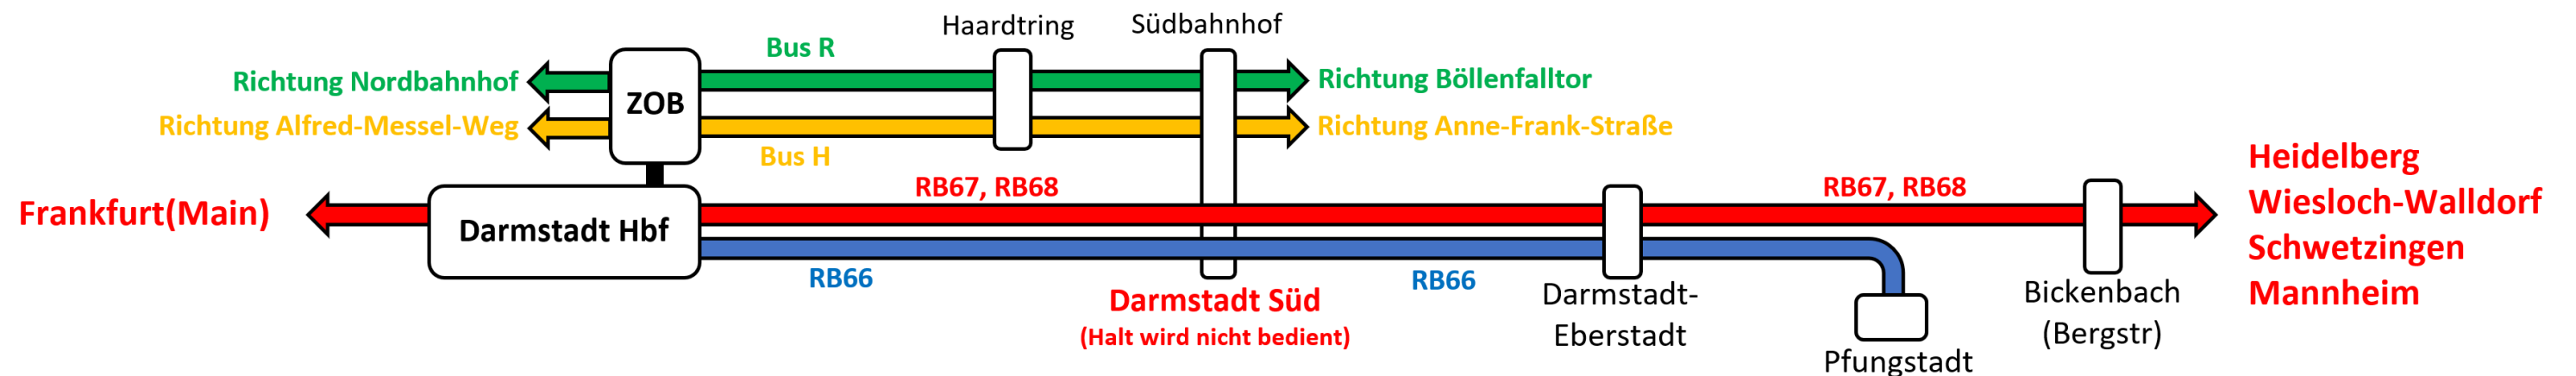 Haardtring
Südbahnhof
Bus R
Richtung Nordbahnhof
Richtung Böllenfalltor
ZOB
Richtung Alfred-Messel-Weg
Richtung Anne-Frank-Straße
Bus H
RB67, RB68
RB67, RB68
Frankfurt(Main)
Darmstadt Hbf
Heidelberg
Wiesloch-Walldorf
Schwetzingen
Mannheim
RB66
RB66
Darmstadt Süd
(Halt wird nicht bedient)
Darmstadt-
Eberstadt
Pfungstadt
Bickenbach
(Bergstr)